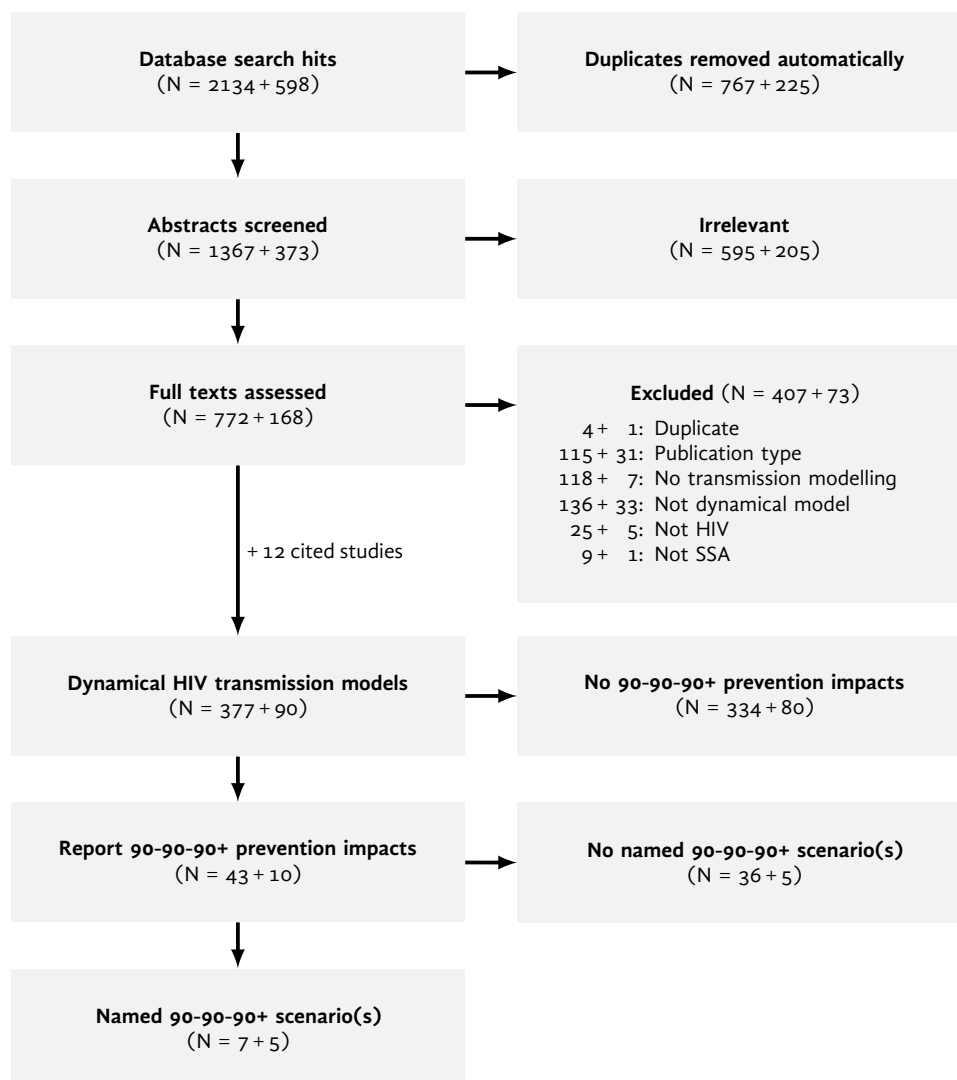 Database search hits
(N = 2134 + 598)
Duplicates removed automatically
(N = 767 + 225)
Abstracts screened
(N = 1367 + 373)
Irrelevant
(N = 595 + 205)
Full texts assessed
(N = 772 + 168)
Excluded (N = 407 + 73)
4 + 1: Duplicate
115 + 31: Publication type
118 + 7: No transmission modelling
136 + 33: Not dynamical model
25 + 5: Not HIV
9 + 1: Not SSA
+ 12 cited studies
Dynamical HIV transmission models
(N = 377 + 90)
No 90-90-90+ prevention impacts
(N = 334 + 80)
Report 90-90-90+ prevention impacts
(N = 43 + 10)
No named 90-90-90+ scenario(s)
(N = 36 + 5)
Named 90-90-90+ scenario(s)
(N = 7 + 5)